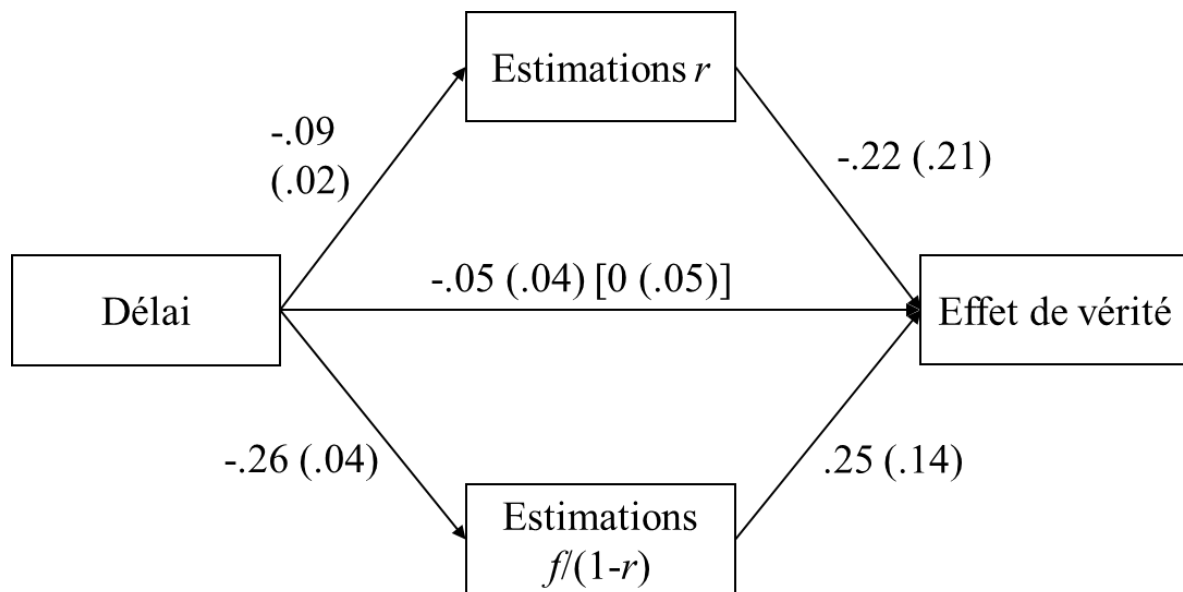 Estimations r
-.09
(.02)
-.22 (.21)
-.05 (.04) [0 (.05)]
Délai
Effet de vérité
-.26 (.04)
.25 (.14)
Estimations
f/(1-r)